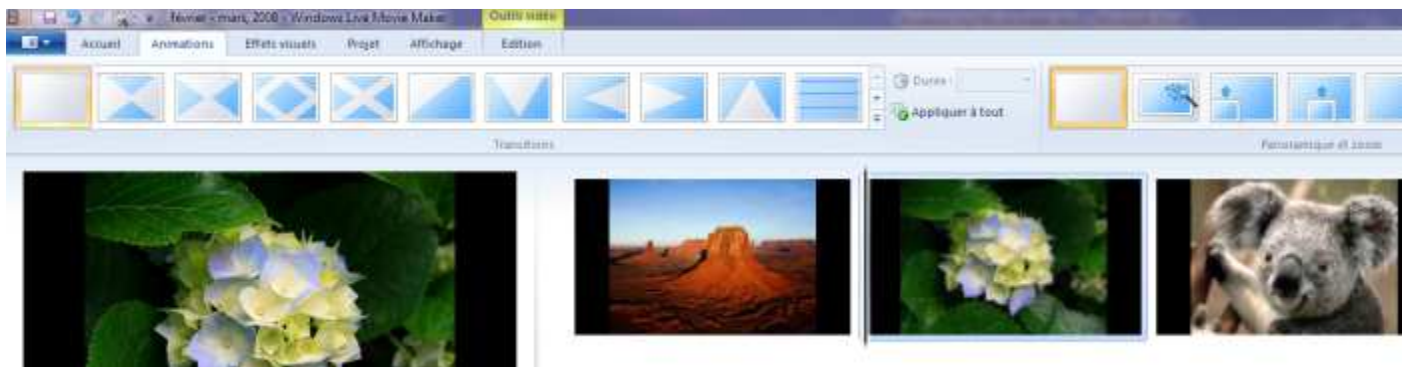 février - mars, 2008 - Windows Live Movie Maker
Outils vidéo
Accueil
Animations
Effets visuels
Projet
Affichage
Edition
Durée :
Appliquer à tout
Transitions
Panoramique et zoom